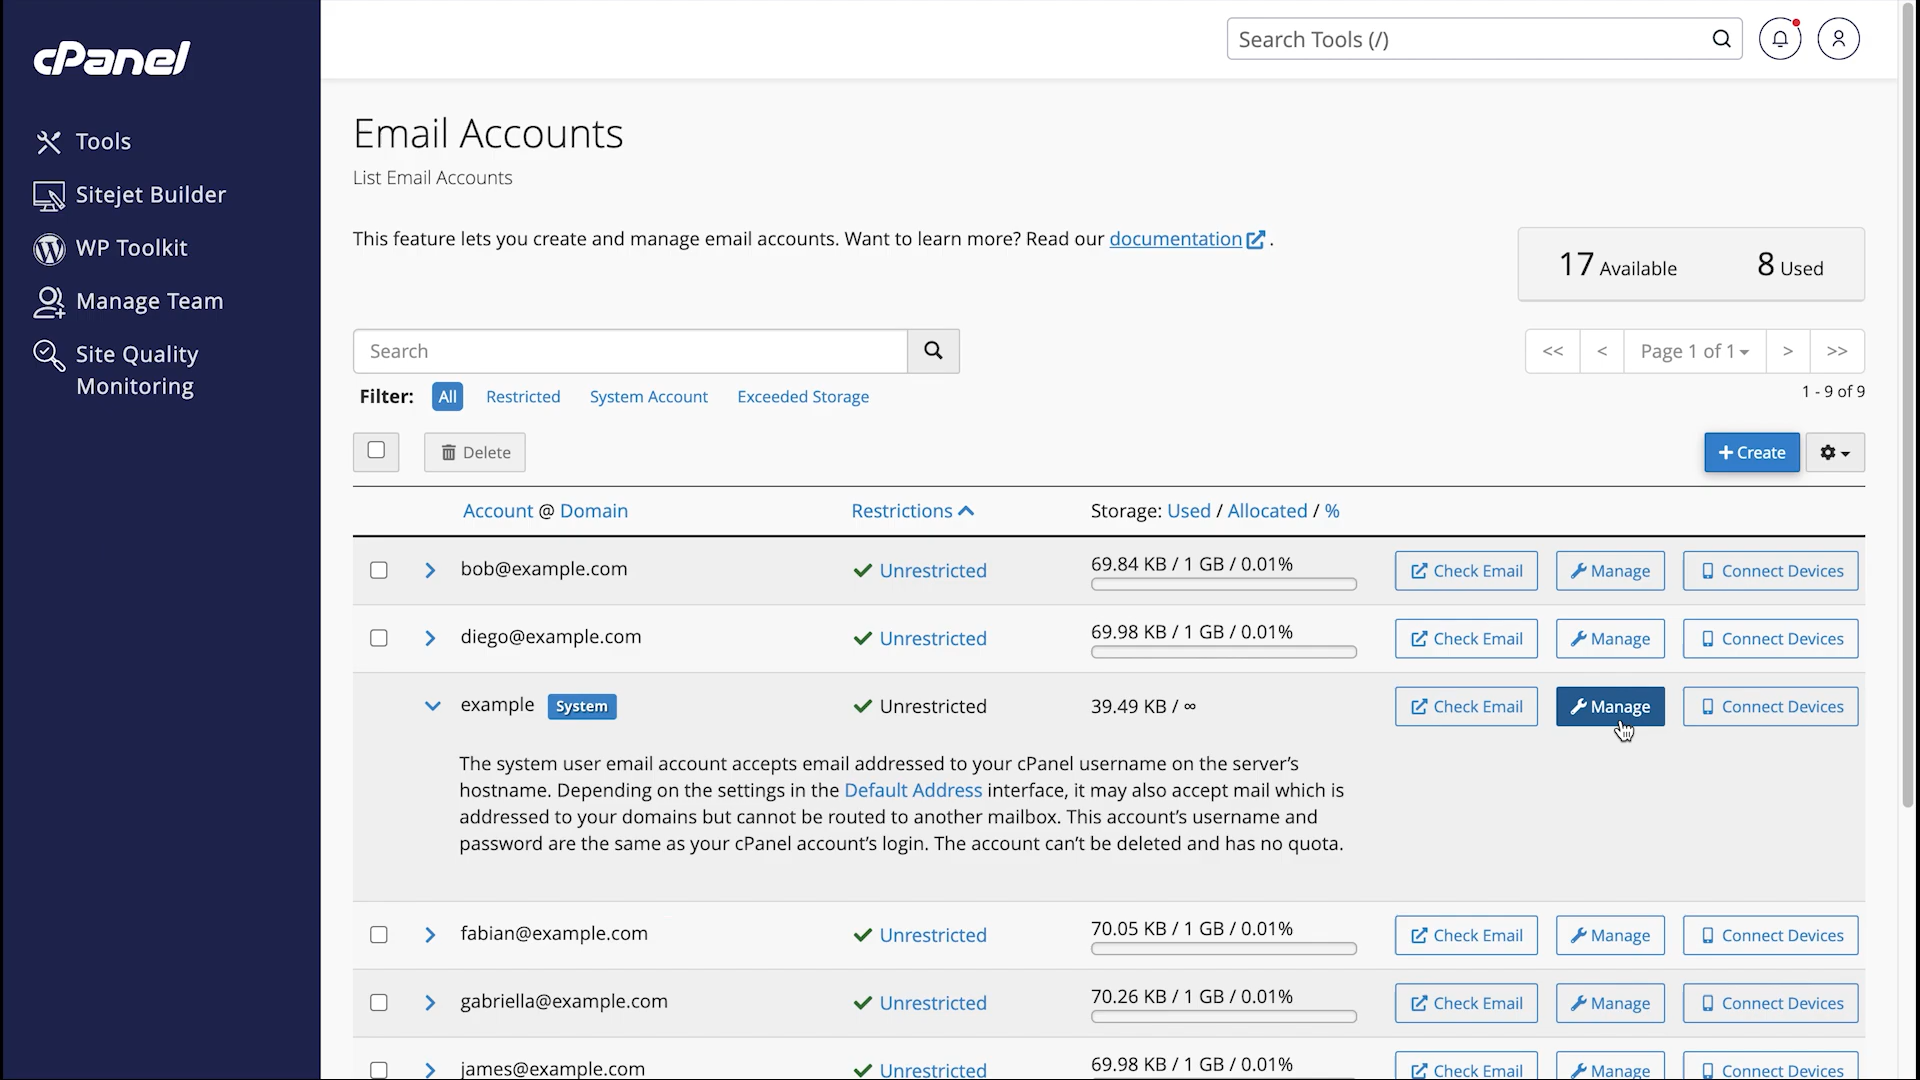 cPanel
Search Tools (/)
Tools
Sitejet Builder
WP Toolkit
Manage Team
Site Quality
Monitoring
Email Accounts
List Email Accounts
This feature lets you create and manage email accounts. Want to learn more? Read our documentation .
17 Available 8 Used
Search
<< < Page 1 of 1 > >>
Filter: All Restricted System Account Exceeded Storage
1 - 9 of 9
Delete
+ Create
Account @ Domain Restrictions Storage: Used / Allocated / %
bob@example.com Unrestricted 69.84 KB / 1 GB / 0.01% Check Email Manage Connect Devices
diego@example.com Unrestricted 69.98 KB / 1 GB / 0.01% Check Email Manage Connect Devices
example System Unrestricted 39.49 KB / ∞ Check Email Manage Connect Devices
The system user email account accepts email addressed to your cPanel username on the server’s
hostname. Depending on the settings in the Default Address interface, it may also accept mail which is
addressed to your domains but cannot be routed to another mailbox. This account’s username and
password are the same as your cPanel account’s login. The account can’t be deleted and has no quota.
fabian@example.com Unrestricted 70.05 KB / 1 GB / 0.01% Check Email Manage Connect Devices
gabriella@example.com Unrestricted 70.26 KB / 1 GB / 0.01% Check Email Manage Connect Devices
james@example.com Unrestricted 69.98 KB / 1 GB / 0.01% Check Email Manage Connect Devices